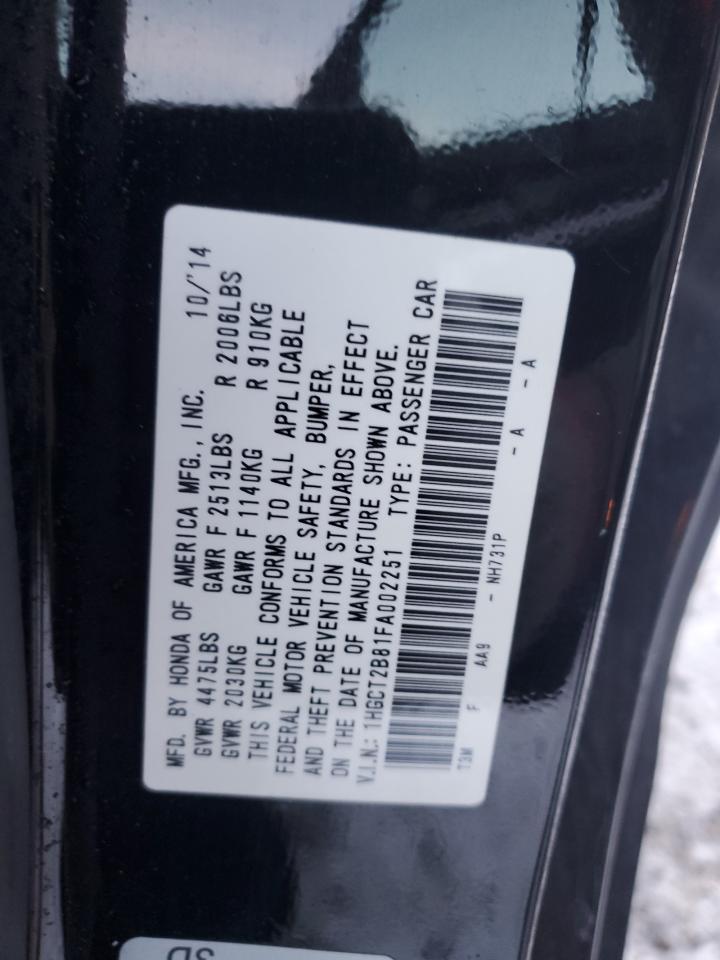 MFD. BY HONDA OF AMERICA MFG., INC. 10/'14
GVWR 4475LBS GAWR F 2513LBS R 2006LBS
GVWR 2030KG GAWR F 1140KG R 910KG
THIS VEHICLE CONFORMS TO ALL APPLICABLE
FEDERAL MOTOR VEHICLE SAFETY, BUMPER,
AND THEFT PREVENTION STANDARDS IN EFFECT
ON THE DATE OF MANUFACTURE SHOWN ABOVE.
V.I.N.: 1HGCT2B81FA002251 TYPE: PASSENGER CAR
T3M F AA9 - NH731P - A - A
SD